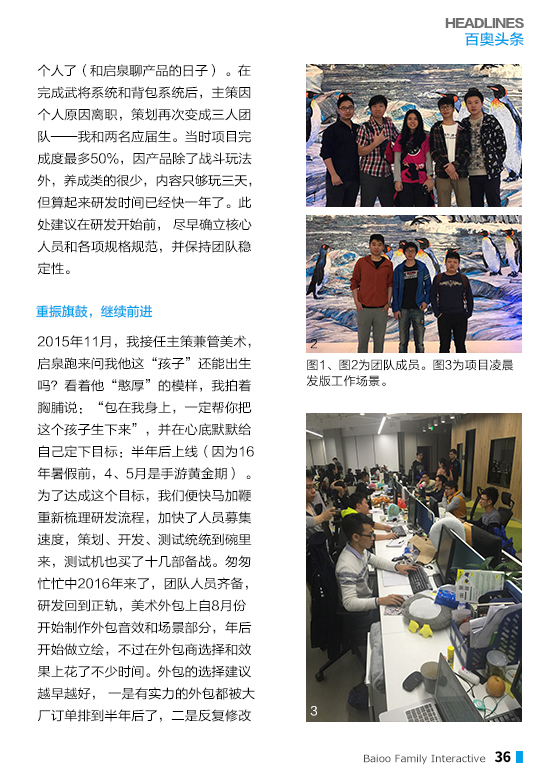 HEADLINES
百奥头条
个人了（和启泉聊产品的日子）。在
完成武将系统和背包系统后，主策因
个人原因离职，策划再次变成三人团
队——我和两名应届生。当时项目完
成度最多50%，因产品除了战斗玩法
外，养成类的很少，内容只够玩三天，
但算起来研发时间已经快一年了。此
处建议在研发开始前， 尽早确立核心
人员和各项规格规范，并保持团队稳
定性。
重振旗鼓，继续前进
2015年11月，我接任主策兼管美术，
启泉跑来问我他这“孩子”还能出生
吗？看着他“憨厚”的模样，我拍着
胸脯说：“包在我身上，一定帮你把
这个孩子生下来”，并在心底默默给
自己定下目标：半年后上线（因为16
年暑假前，4、5月是手游黄金期）。
为了达成这个目标，我们便快马加鞭
重新梳理研发流程，加快了人员募集
速度，策划、开发、测试统统到碗里
来，测试机也买了十几部备战。匆匆
忙忙中2016年来了，团队人员齐备，
研发回到正轨，美术外包上自8月份
开始制作外包音效和场景部分，年后
开始做立绘，不过在外包商选择和效
果上花了不少时间。外包的选择建议
越早越好， 一是有实力的外包都被大
厂订单排到半年后了，二是反复修改
2
图1、图2为团队成员。图3为项目凌晨
发版工作场景。
3
Baioo Family Interactive 36